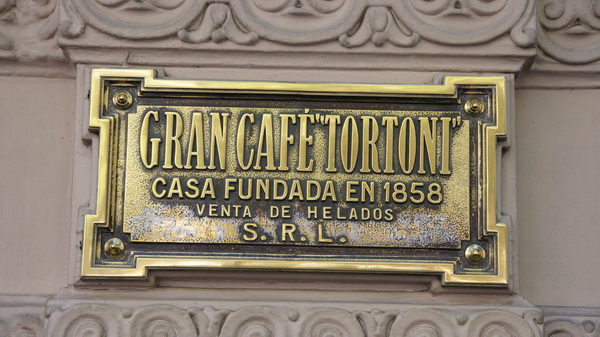 GRAN CAFÉ "TORTONI"
CASA FUNDADA EN 1858
VENTA DE HELADOS
S. R. L.